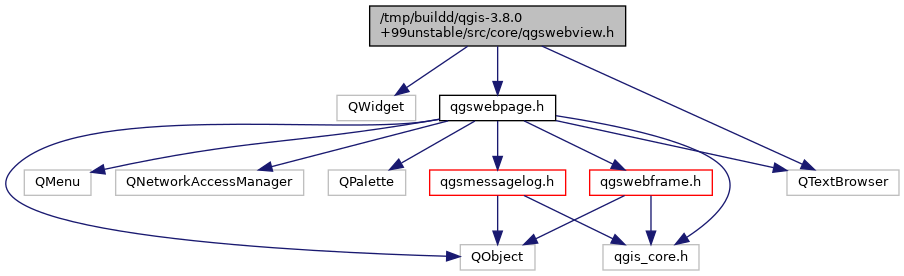 /tmp/buildd/qgis-3.8.0
+99unstable/src/core/qgswebview.h
QWidget
qgswebpage.h
QMenu
QNetworkAccessManager
QPalette
qgsmessagelog.h
qgswebframe.h
QTextBrowser
QObject
qgis_core.h